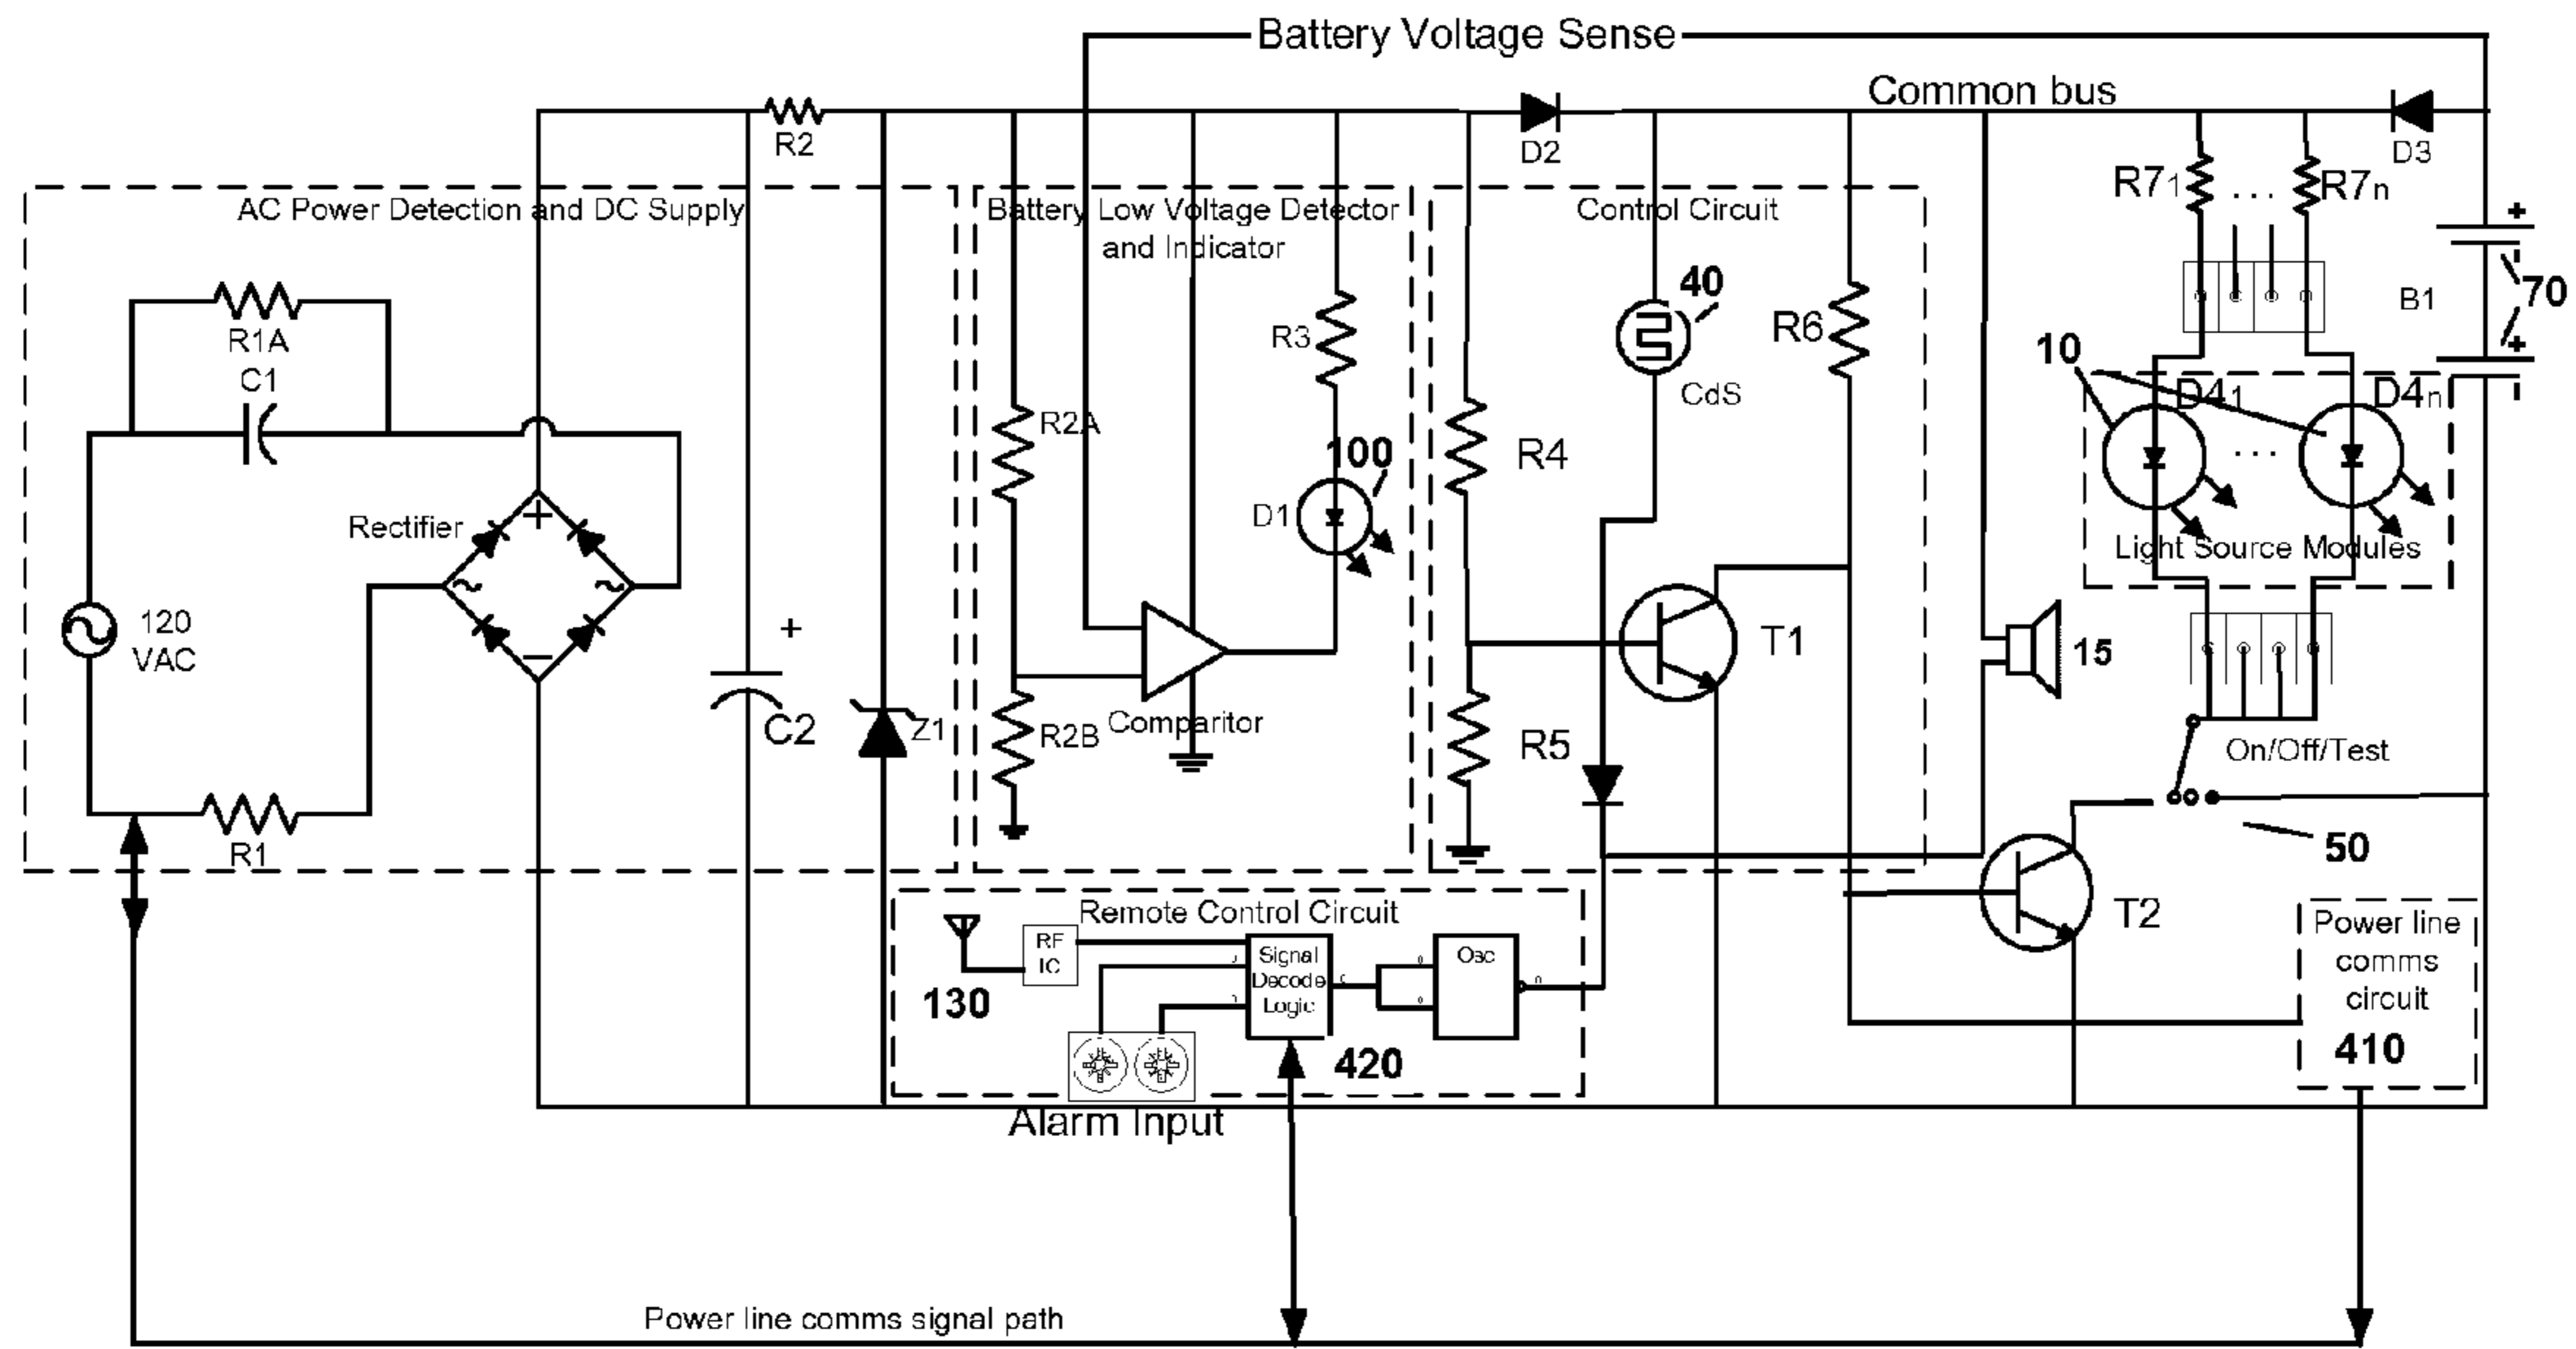 Battery Voltage Sense
Common bus
R2
D2
D3
R71
. . .
R7n
AC Power Detection and DC Supply
Battery Low Voltage Detector
and Indicator
Control Circuit
+
40
B1
70
R1A
C1
R3
R6
10
+
CdS
D41
D4n
R2A
100
R4
. . .
Rectifier
+
D1
Light Source Modules
~
~
120
VAC
+
−
T1
15
C2
Z1
R2B
Comparitor
R5
On/Off/Test
R1
50
Remote Control Circuit
T2
Power line
comms
circuit
410
RF
IC
130
Signal
Decode
Logic
Osc
420
Alarm Input
Power line comms signal path